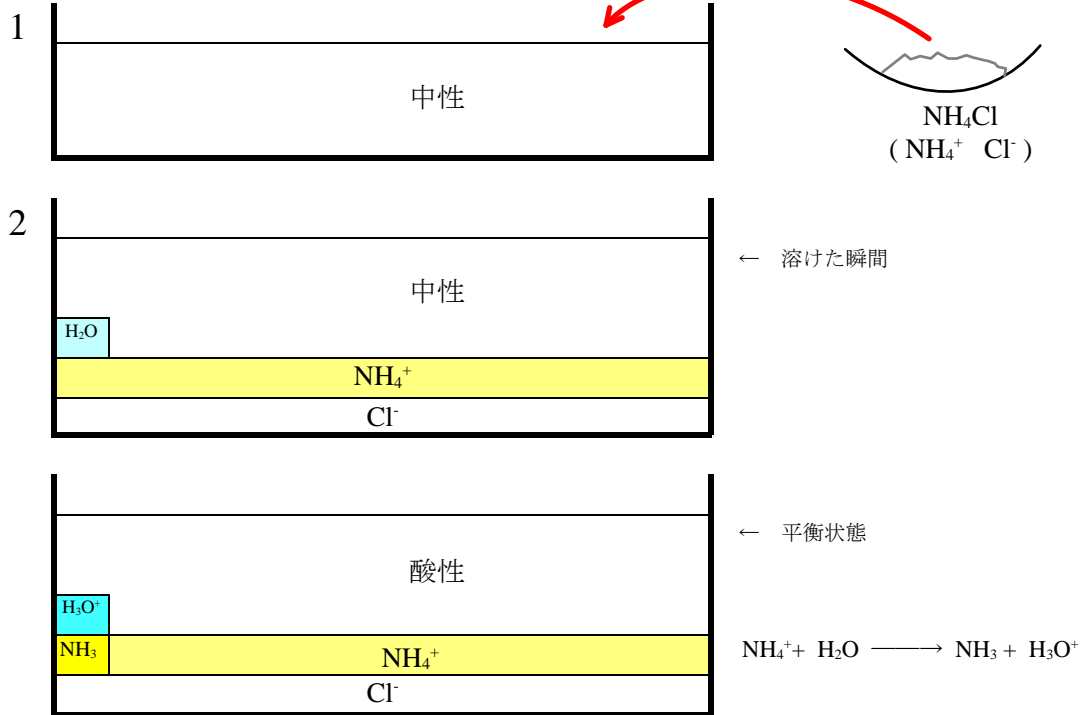 1
中性
NH₄Cl
( NH₄⁺ Cl⁻ )
2
← 溶けた瞬間
中性
H₂O
NH₄⁺
Cl⁻
← 平衡状態
酸性
H₃O⁺
NH₃
NH₄⁺
NH₄⁺+ H₂O ───→ NH₃ + H₃O⁺
Cl⁻